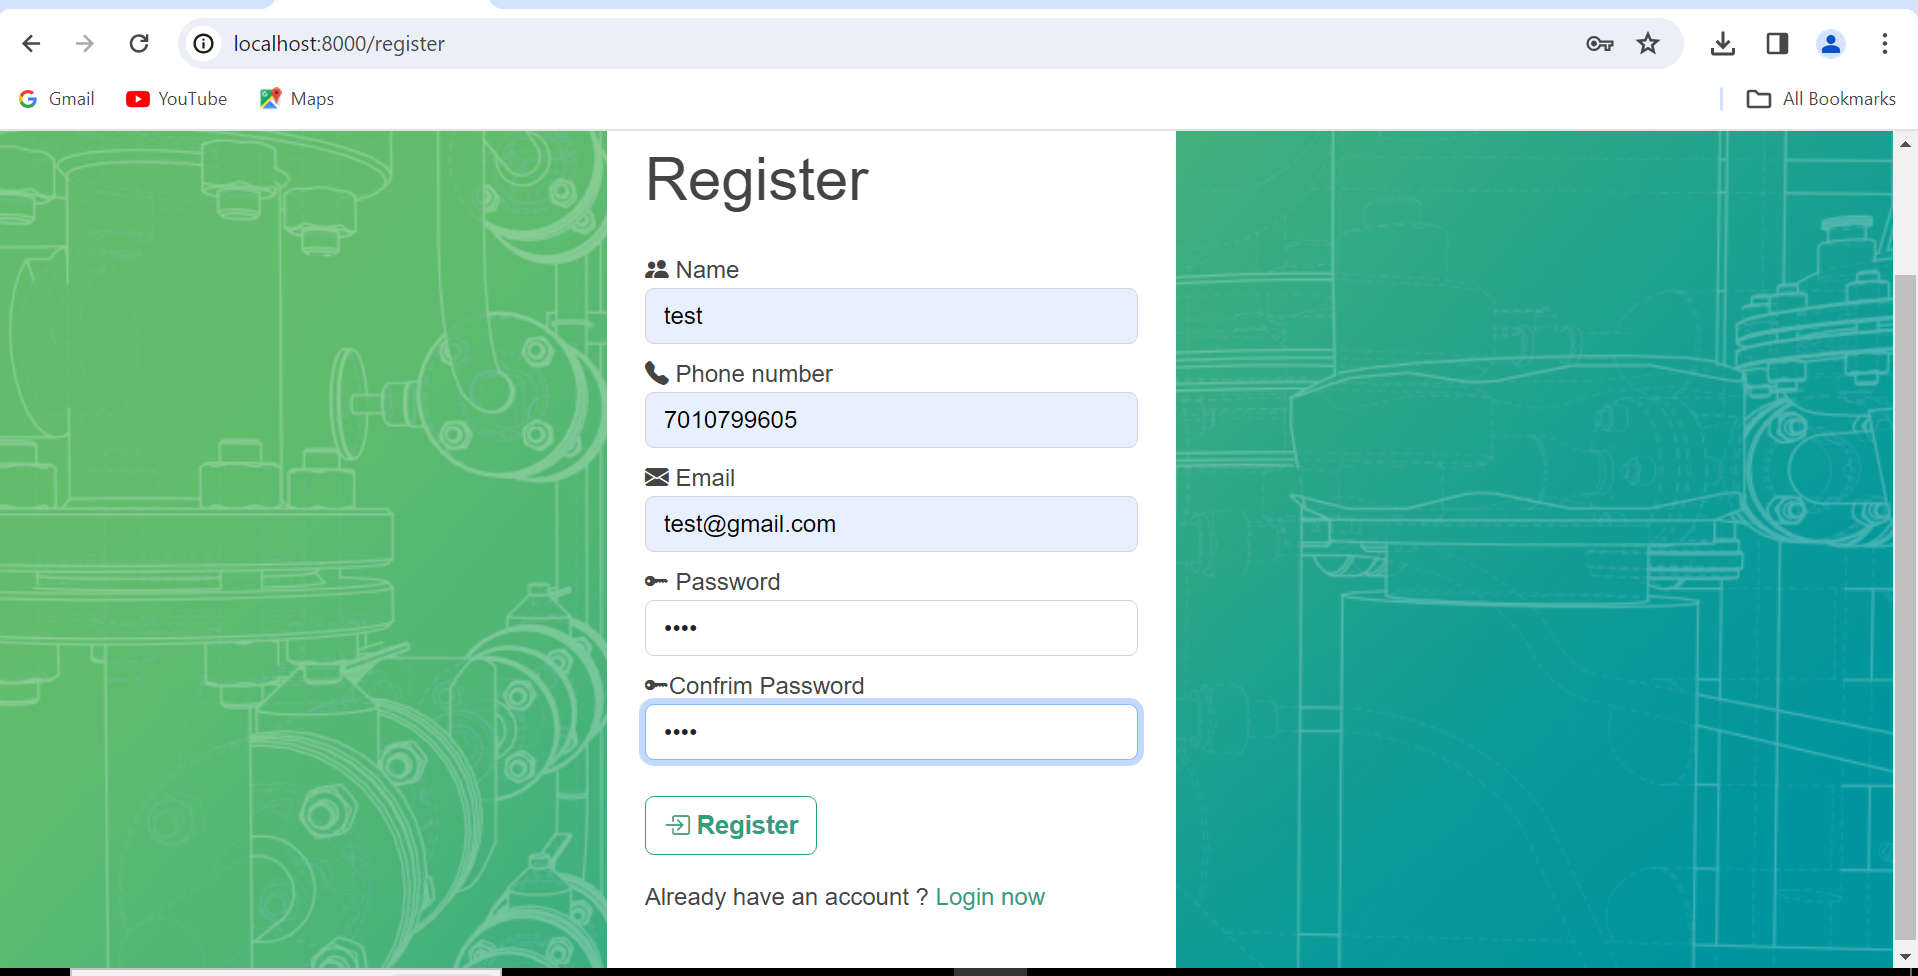 localhost:8000/register
Gmail YouTube Maps All Bookmarks
Register
Name
test
Phone number
7010799605
Email
test@gmail.com
Password
••••
Confrim Password
••••
Register
Already have an account ? Login now